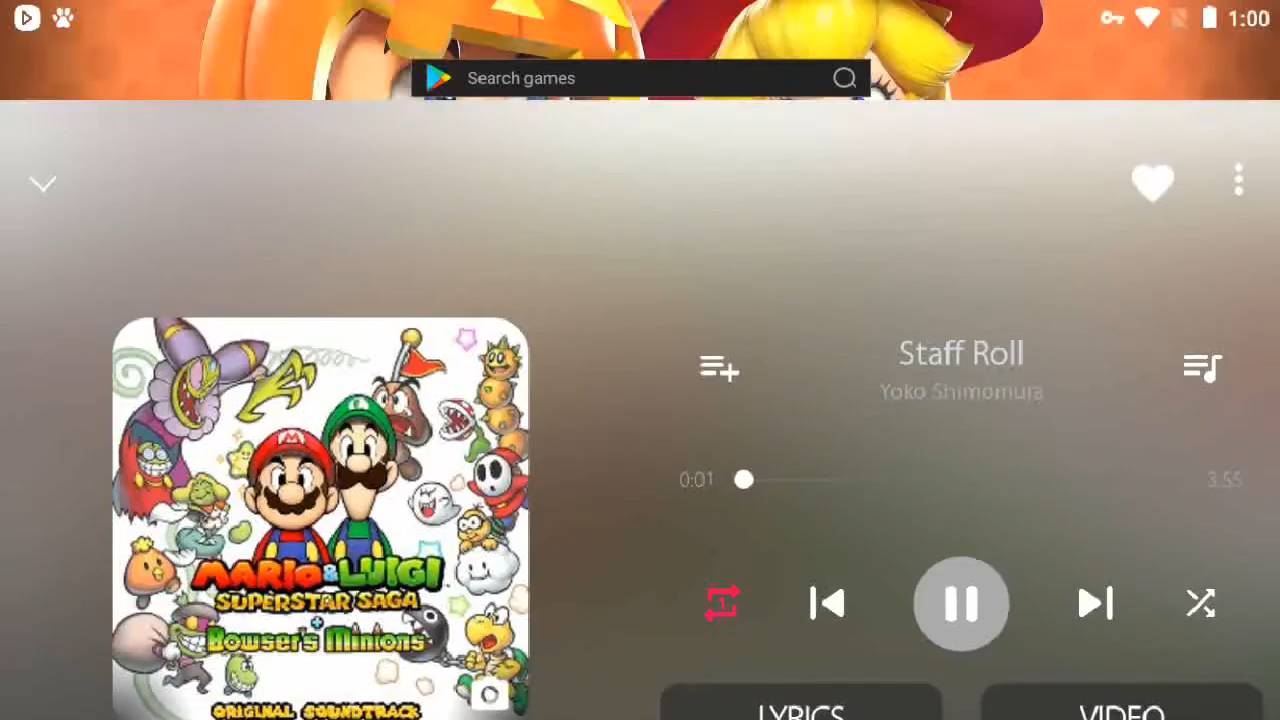 1:00
Search games
Staff Roll
Yoko Shimomura
0:01
3:55
1
M
L
MARIO & LUIGI
SUPERSTAR SAGA
+
Bowser's Minions
ORIGINAL SOUNDTRACK
LYRICS
VIDEO